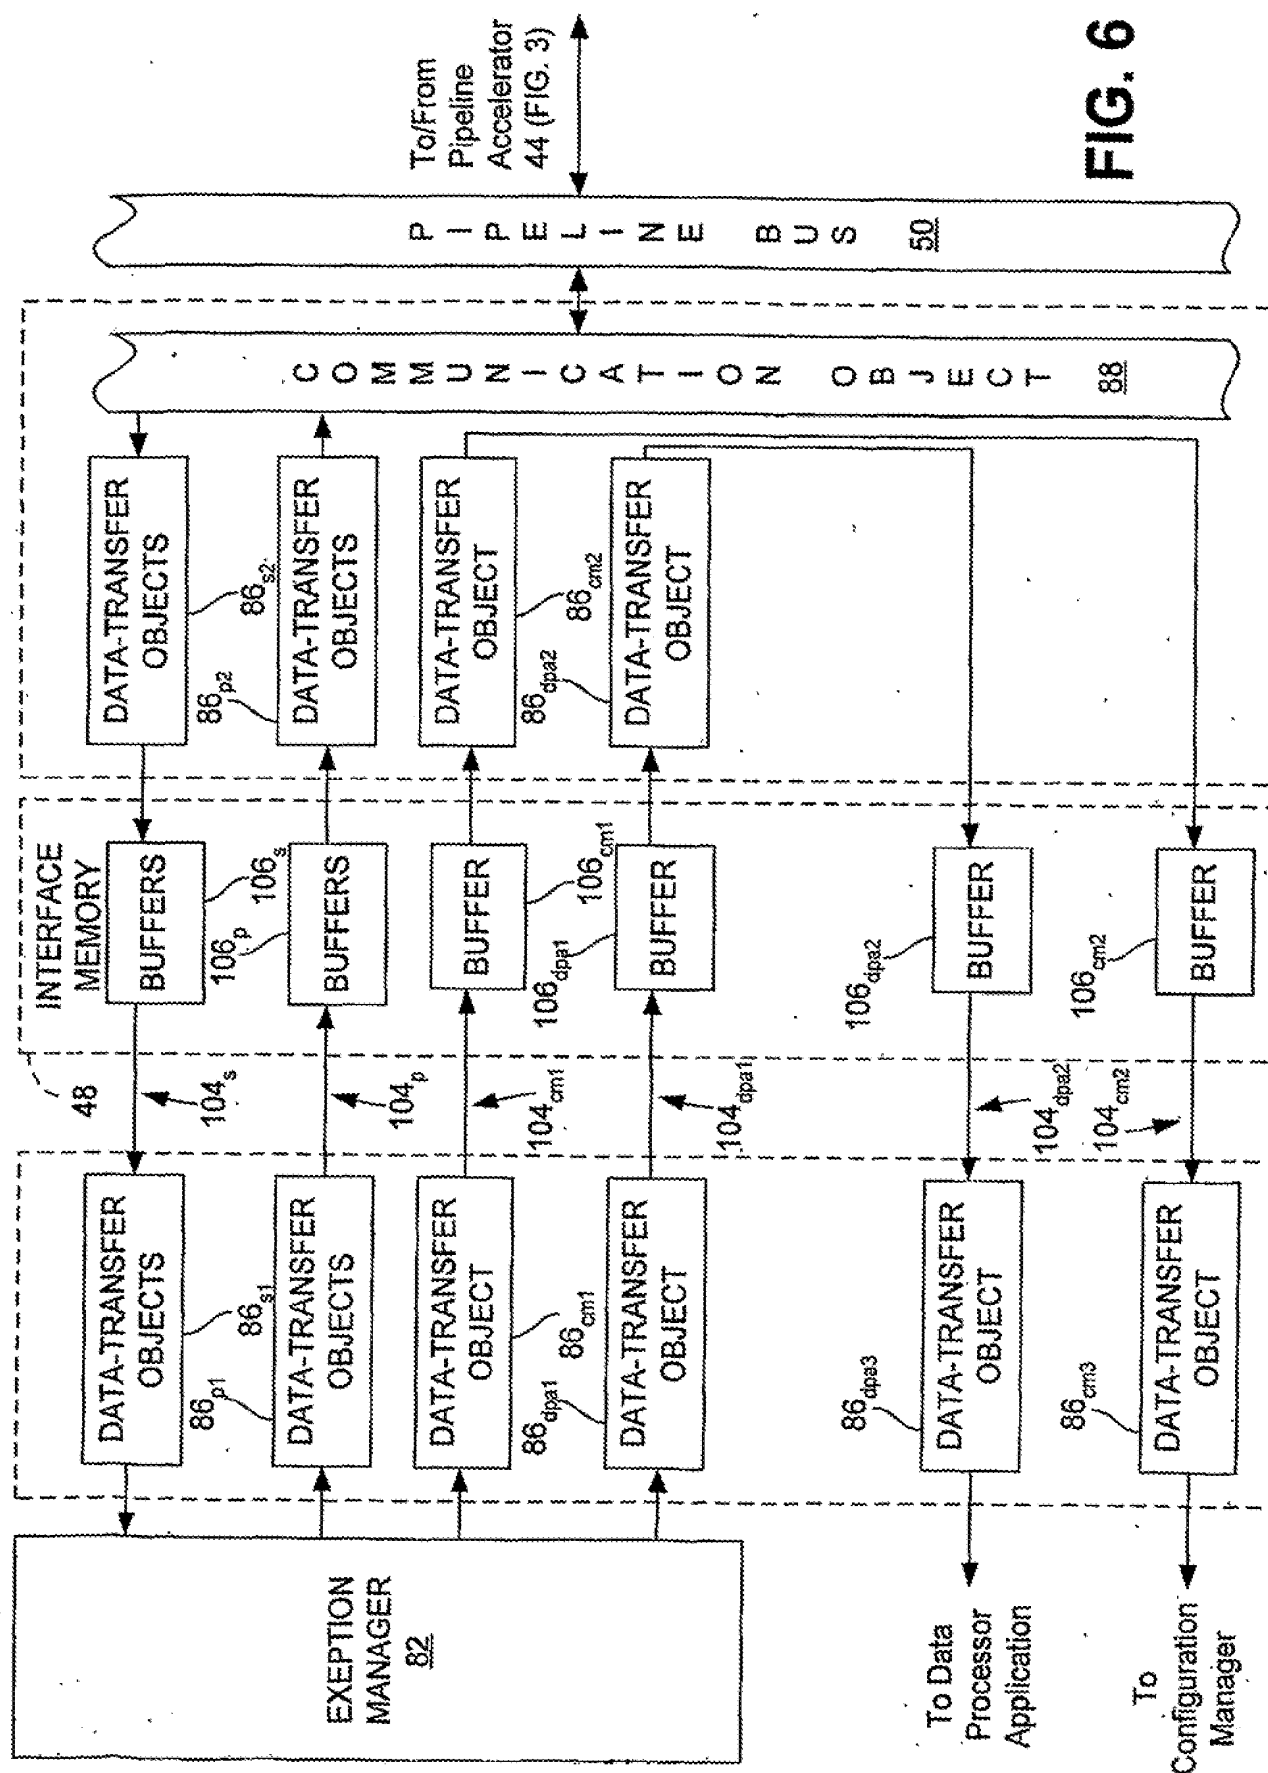 To/From
Pipeline
Accelerator
44 (FIG. 3)
PIPELINE BUS
50
COMMUNICATION OBJECT
88
DATA-TRANSFER
OBJECTS
86s2
86p2
DATA-TRANSFER
OBJECTS
DATA-TRANSFER
OBJECT
86cm2
86dpa2
DATA-TRANSFER
OBJECT
INTERFACE
MEMORY
BUFFERS
106s
106p
BUFFERS
BUFFER
106cm1
106dpa1
BUFFER
106dpa2
BUFFER
106cm2
BUFFER
48
104s
104p
104cm1
104dpa1
104dpa2
104cm2
DATA-TRANSFER
OBJECTS
86s1
86p1
DATA-TRANSFER
OBJECTS
DATA-TRANSFER
OBJECT
86cm1
86dpa1
DATA-TRANSFER
OBJECT
86dpa3
DATA-TRANSFER
OBJECT
86cm3
DATA-TRANSFER
OBJECT
EXEPTION
MANAGER
82
To Data
Processor
Application
To
Configuration
Manager
FIG. 6